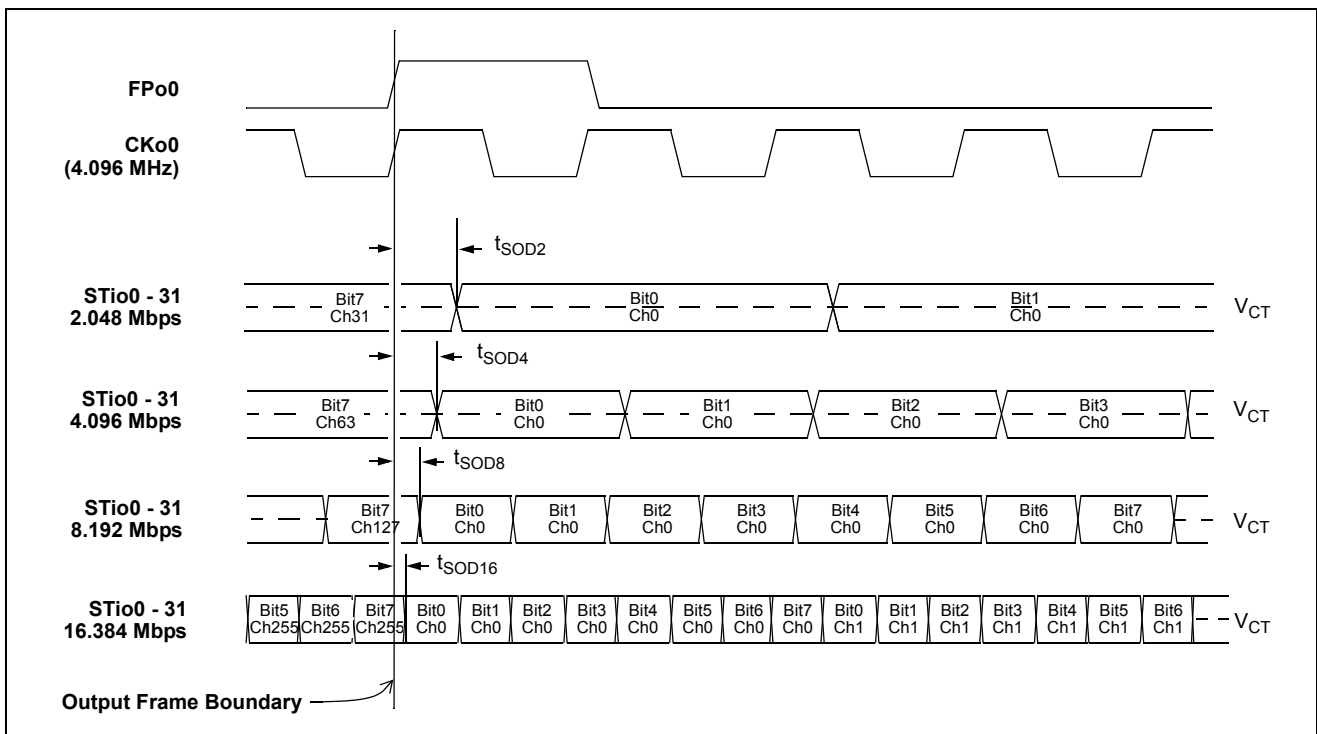 FPo0
CKo0
(4.096 MHz)
tSOD2
STio0 - 31
2.048 Mbps
Bit7
Ch31
Bit0
Ch0
Bit1
Ch0
VCT
tSOD4
STio0 - 31
4.096 Mbps
Bit7
Ch63
Bit0
Ch0
Bit1
Ch0
Bit2
Ch0
Bit3
Ch0
VCT
tSOD8
STio0 - 31
8.192 Mbps
Bit7
Ch127
Bit0
Ch0
Bit1
Ch0
Bit2
Ch0
Bit3
Ch0
Bit4
Ch0
Bit5
Ch0
Bit6
Ch0
Bit7
Ch0
VCT
tSOD16
STio0 - 31
16.384 Mbps
Bit5
Ch255
Bit6
Ch255
Bit7
Ch255
Bit0
Ch0
Bit1
Ch0
Bit2
Ch0
Bit3
Ch0
Bit4
Ch0
Bit5
Ch0
Bit6
Ch0
Bit7
Ch0
Bit0
Ch1
Bit1
Ch1
Bit2
Ch1
Bit3
Ch1
Bit4
Ch1
Bit5
Ch1
Bit6
Ch1
VCT
Output Frame Boundary